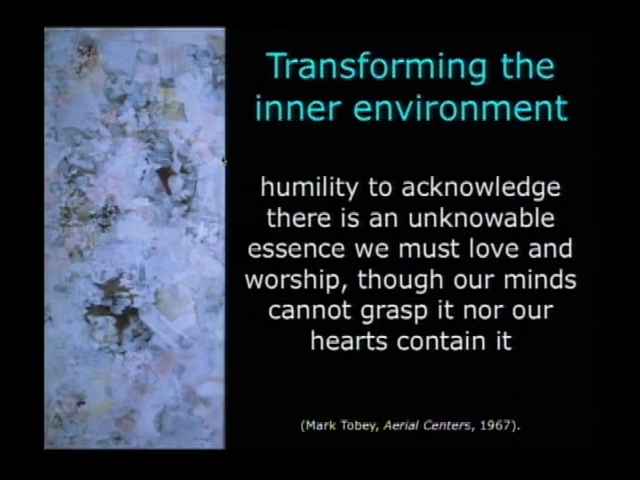 Transforming the
inner environment
humility to acknowledge
there is an unknowable
essence we must love and
worship, though our minds
cannot grasp it nor our
hearts contain it
(Mark Tobey, Aerial Centers, 1967).